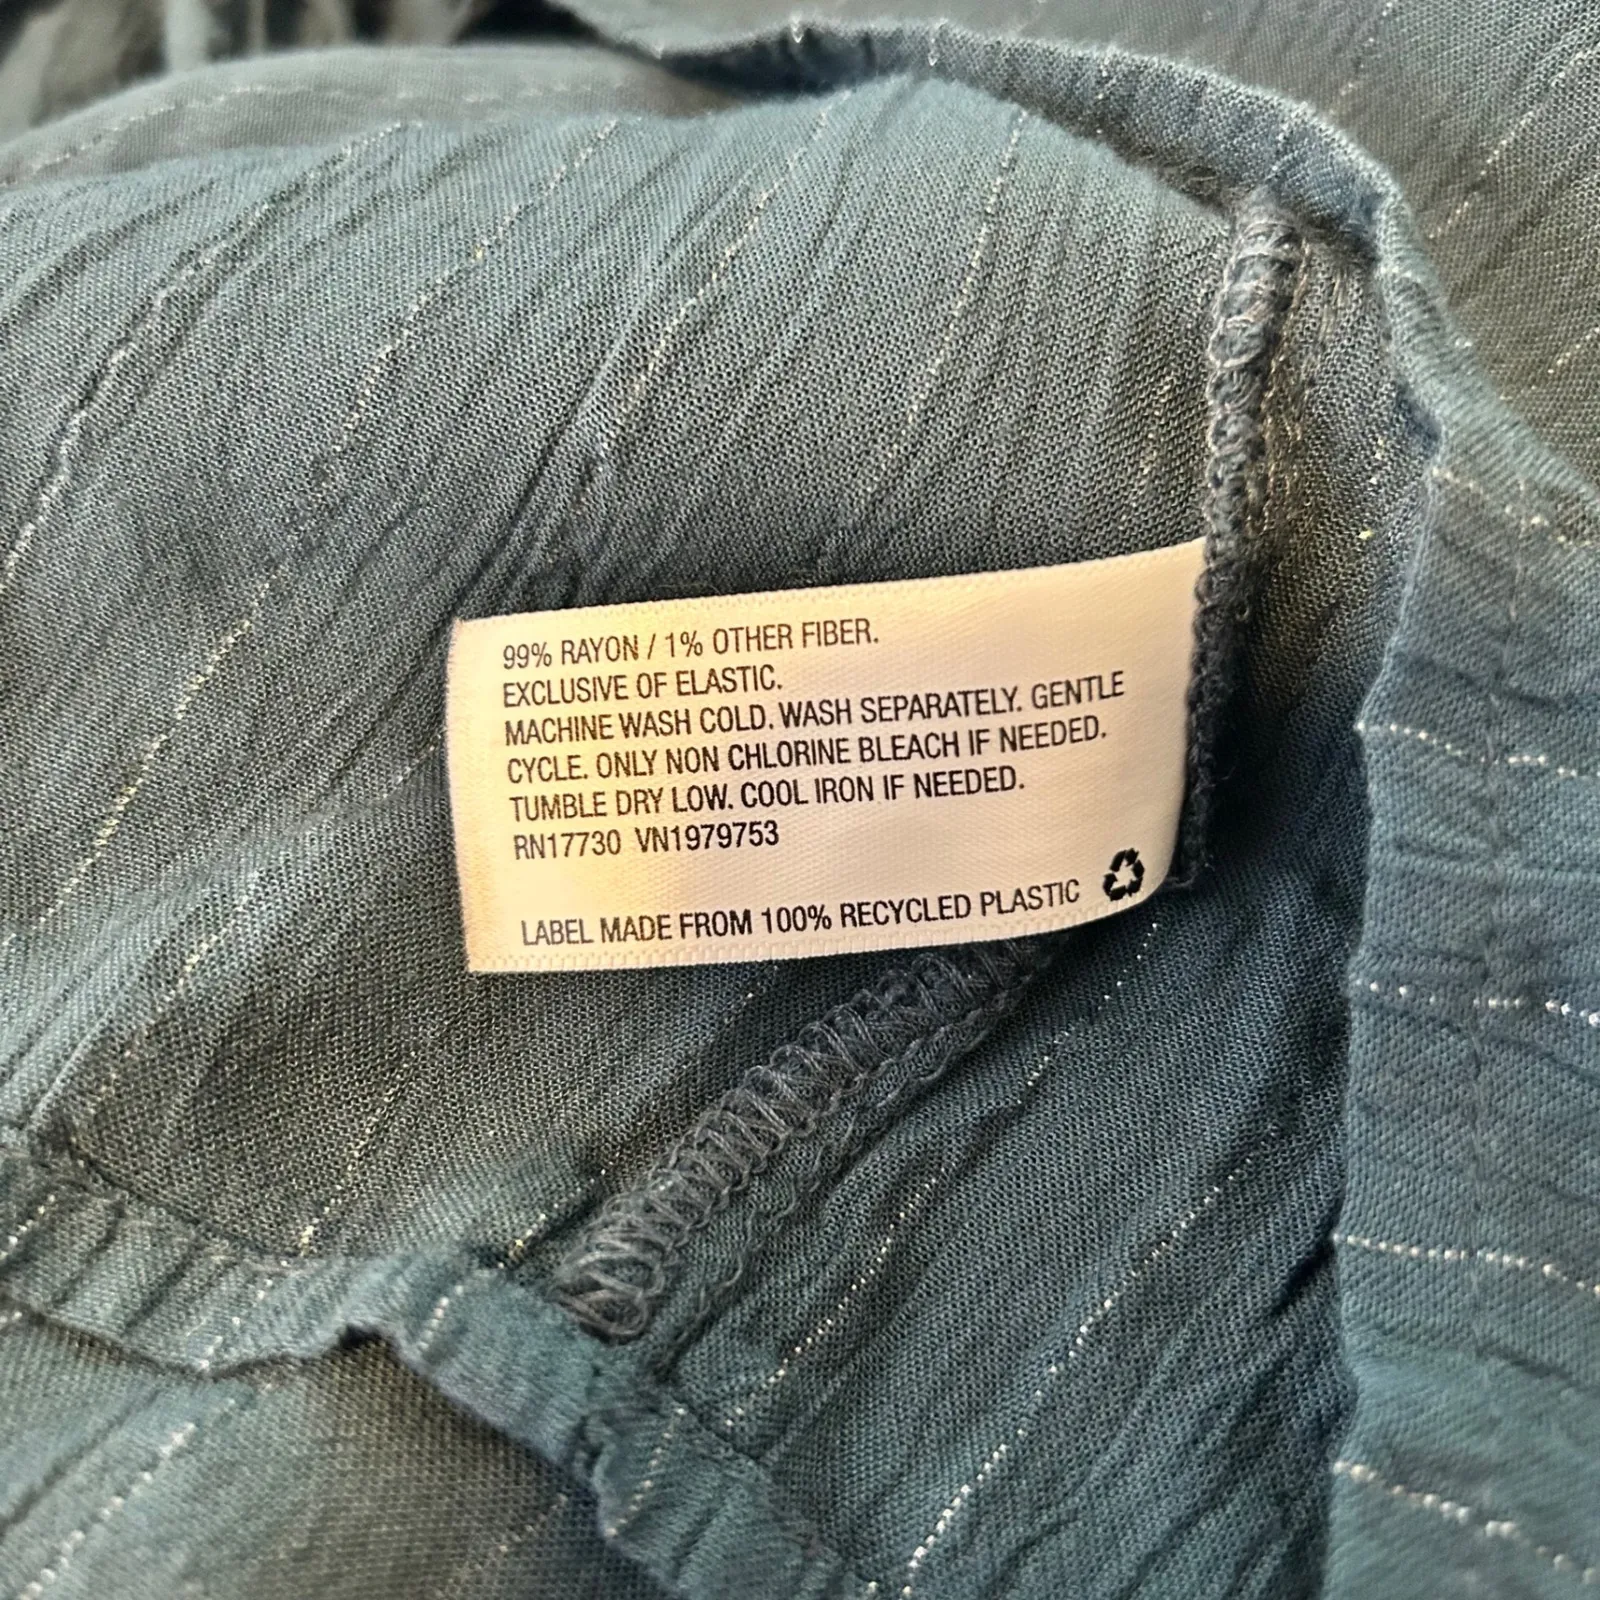 99% RAYON / 1% OTHER FIBER.
EXCLUSIVE OF ELASTIC.
MACHINE WASH COLD. WASH SEPARATELY. GENTLE
CYCLE. ONLY NON CHLORINE BLEACH IF NEEDED.
TUMBLE DRY LOW. COOL IRON IF NEEDED.
RN17730 VN1979753
LABEL MADE FROM 100% RECYCLED PLASTIC